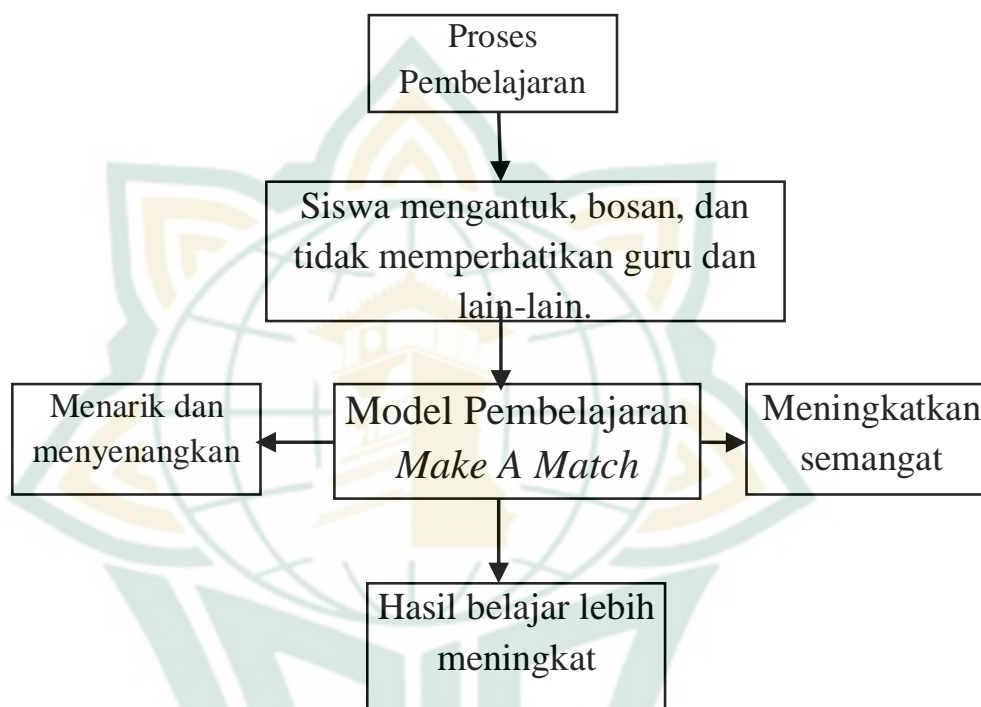 Proses
Pembelajaran
Siswa mengantuk, bosan, dan
tidak memperhatikan guru dan
lain-lain.
Menarik dan
menyenangkan
Model Pembelajaran
Make A Match
Meningkatkan
semangat
Hasil belajar lebih
meningkat